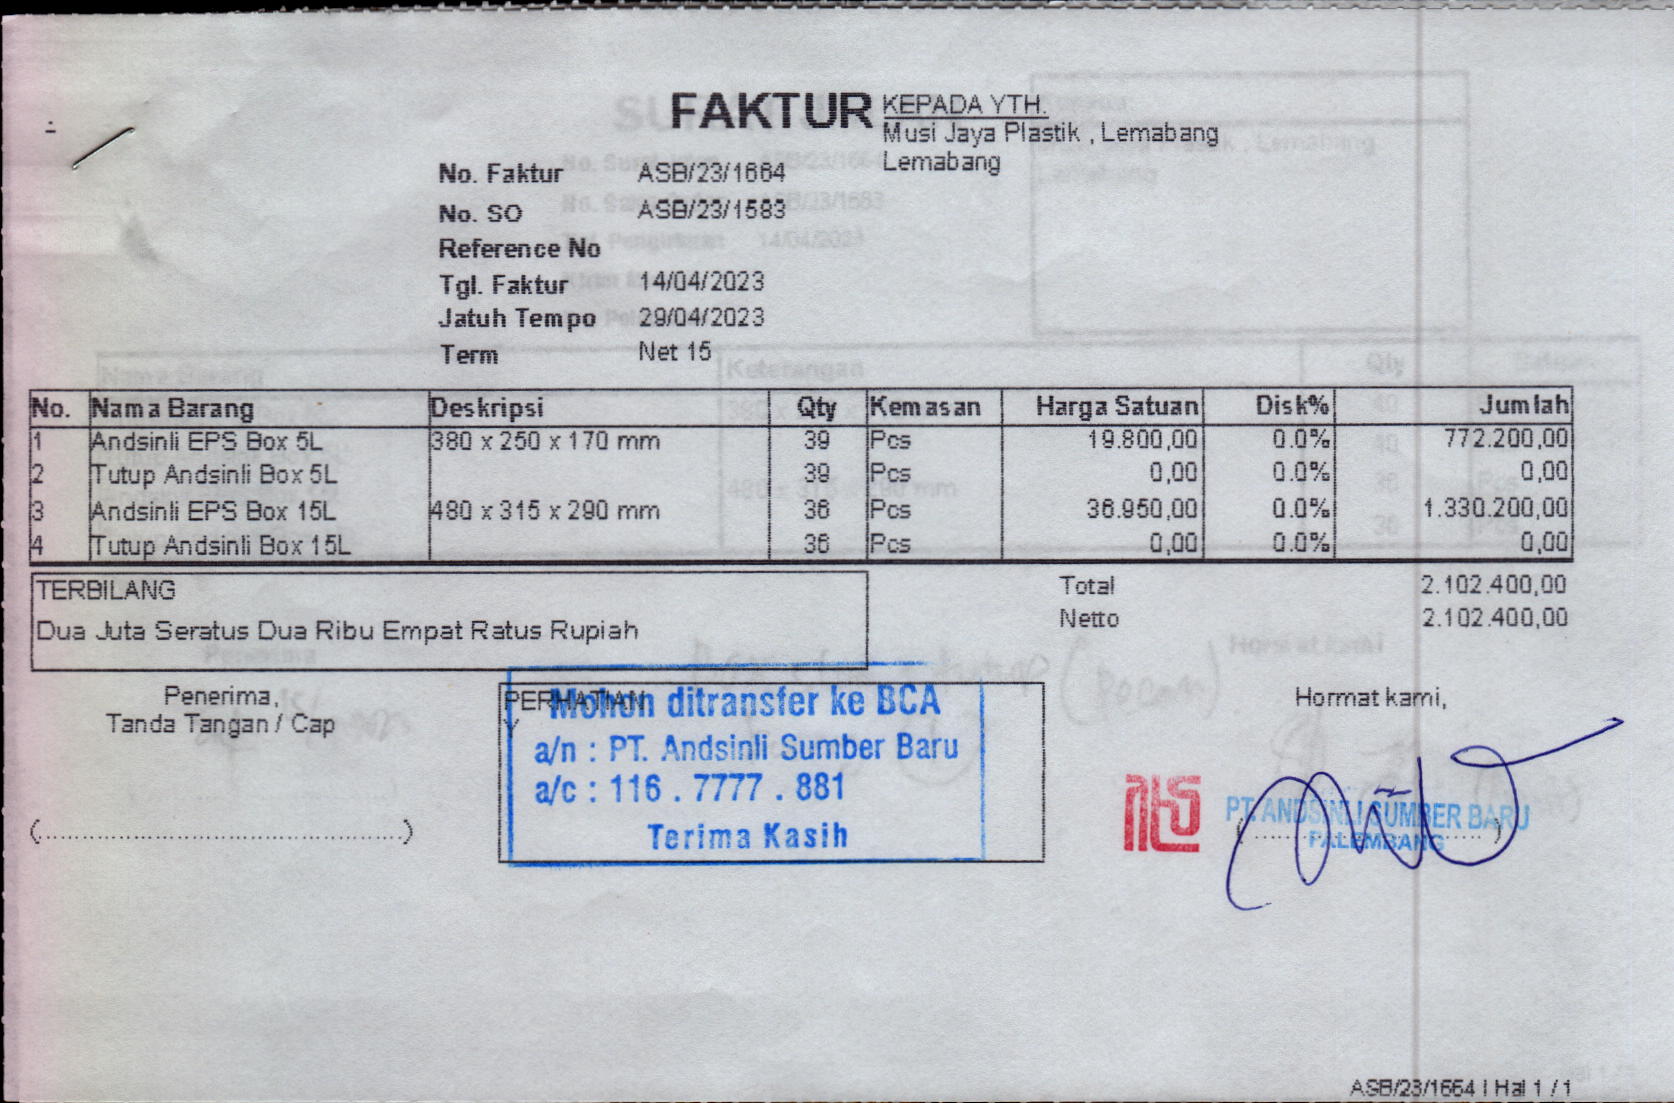 FAKTUR
KEPADA YTH.
Musi Jaya Plastik , Lemabang
Lemabang
No. Faktur ASB/23/1664
No. SO ASB/23/1583
Reference No
Tgl. Faktur 14/04/2023
Jatuh Tempo 29/04/2023
Term Net 15
No. Nama Barang Deskripsi Qty Kemasan Harga Satuan Disk% Jumlah
1 Andsinli EPS Box 5L 380 x 250 x 170 mm 39 Pcs 19.800,00 0.0% 772.200,00
2 Tutup Andsinli Box 5L 39 Pcs 0,00 0.0% 0,00
3 Andsinli EPS Box 15L 480 x 315 x 290 mm 36 Pcs 36.950,00 0.0% 1.330.200,00
4 Tutup Andsinli Box 15L 36 Pcs 0,00 0.0% 0,00
TERBILANG
Dua Juta Seratus Dua Ribu Empat Ratus Rupiah
Total 2.102.400,00
Netto 2.102.400,00
Penerima,
Tanda Tangan / Cap
(..........................................)
PERHATIAN
Mohon ditransfer ke BCA
a/n : PT. Andsinli Sumber Baru
a/c : 116 . 7777 . 881
Terima Kasih
Hormat kami,
PT. ANDSINLI SUMBER BARU
PALEMBANG
ASB/23/1664 | Hal 1 / 1